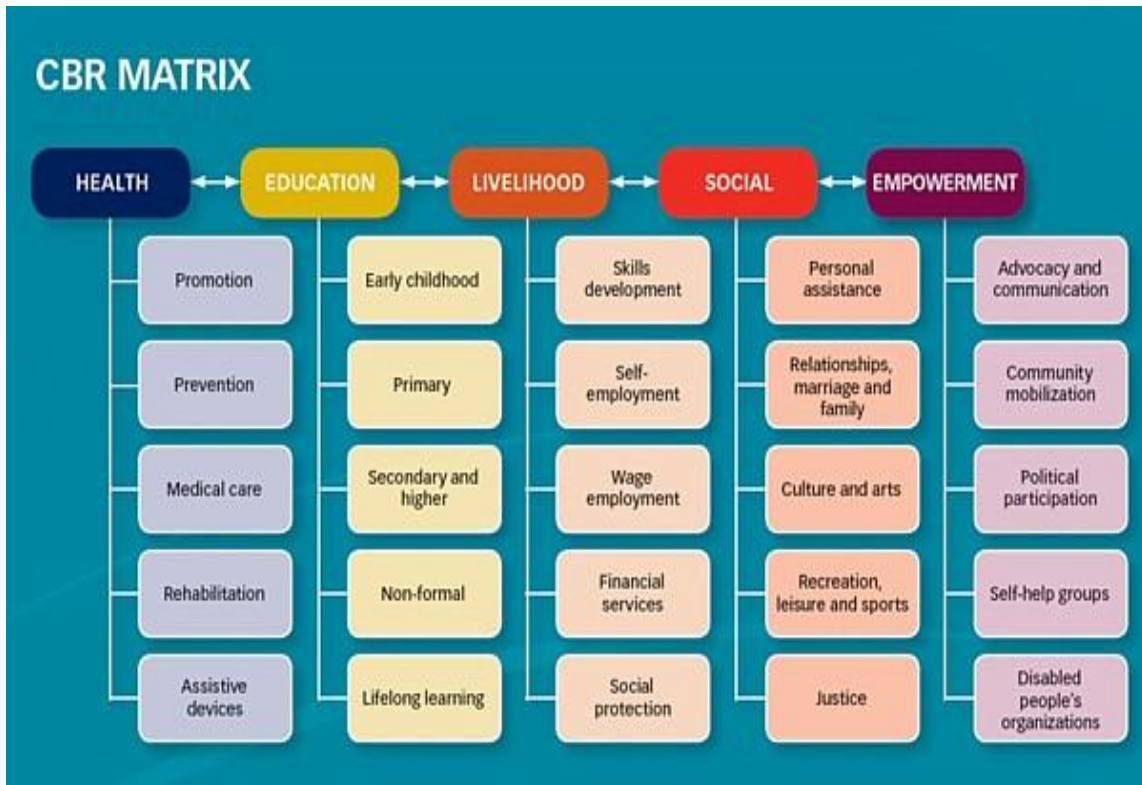 CBR MATRIX
HEALTH
EDUCATION
LIVELIHOOD
SOCIAL
EMPOWERMENT
Promotion
Prevention
Medical care
Rehabilitation
Assistive
devices
Early childhood
Primary
Secondary and
higher
Non-formal
Lifelong learning
Skills
development
Self-
employment
Wage
employment
Financial
services
Social
protection
Personal
assistance
Relationships,
marriage and
family
Culture and arts
Recreation,
leisure and sports
Justice
Advocacy and
communication
Community
mobilization
Political
participation
Self-help groups
Disabled
people's
organizations